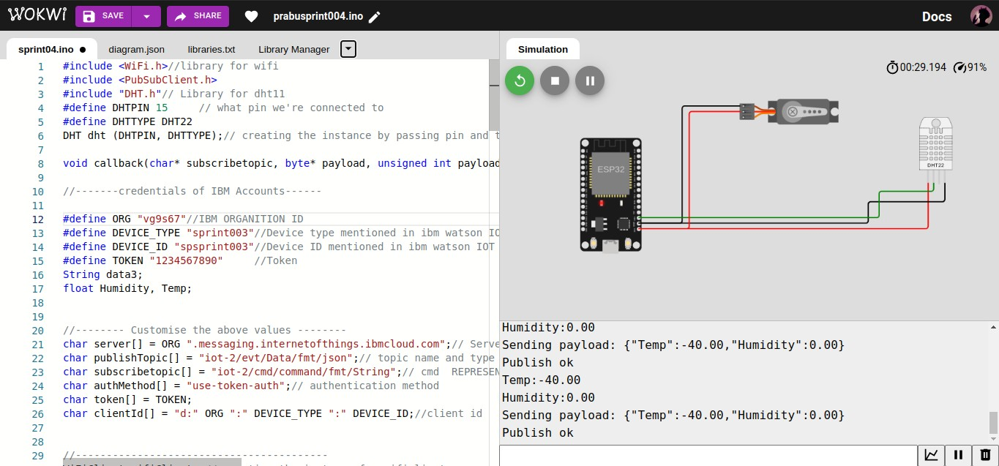 WOKWI SAVE SHARE prabusprint004.ino Docs
sprint04.ino diagram.json libraries.txt Library Manager
1 #include <WiFi.h>//library for wifi
2 #include <PubSubClient.h>
3 #include "DHT.h"// Library for dht11
4 #define DHTPIN 15 // what pin we're connected to
5 #define DHTTYPE DHT22
6 DHT dht (DHTPIN, DHTTYPE);// creating the instance by passing pin and t
7
8 void callback(char* subscribetopic, byte* payload, unsigned int payload
9
10 //-------credentials of IBM Accounts------
11
12 #define ORG "vg9s67"//IBM ORGANITION ID
13 #define DEVICE_TYPE "sprint003"//Device type mentioned in ibm watson IO
14 #define DEVICE_ID "spsprint003"//Device ID mentioned in ibm watson IOT
15 #define TOKEN "1234567890" //Token
16 String data3;
17 float Humidity, Temp;
18
19
20 //-------- Customise the above values --------
21 char server[] = ORG ".messaging.internetofthings.ibmcloud.com";// Serve
22 char publishTopic[] = "iot-2/evt/Data/fmt/json";// topic name and type
23 char subscribetopic[] = "iot-2/cmd/command/fmt/String";// cmd REPRESEN
24 char authMethod[] = "use-token-auth";// authentication method
25 char token[] = TOKEN;
26 char clientId[] = "d:" ORG ":" DEVICE_TYPE ":" DEVICE_ID;//client id
27
28
29 //-----------------------------------------
Simulation
00:29.194 91%
ESP32
DHT22
Humidity:0.00
Sending payload: {"Temp":-40.00,"Humidity":0.00}
Publish ok
Temp:-40.00
Humidity:0.00
Sending payload: {"Temp":-40.00,"Humidity":0.00}
Publish ok